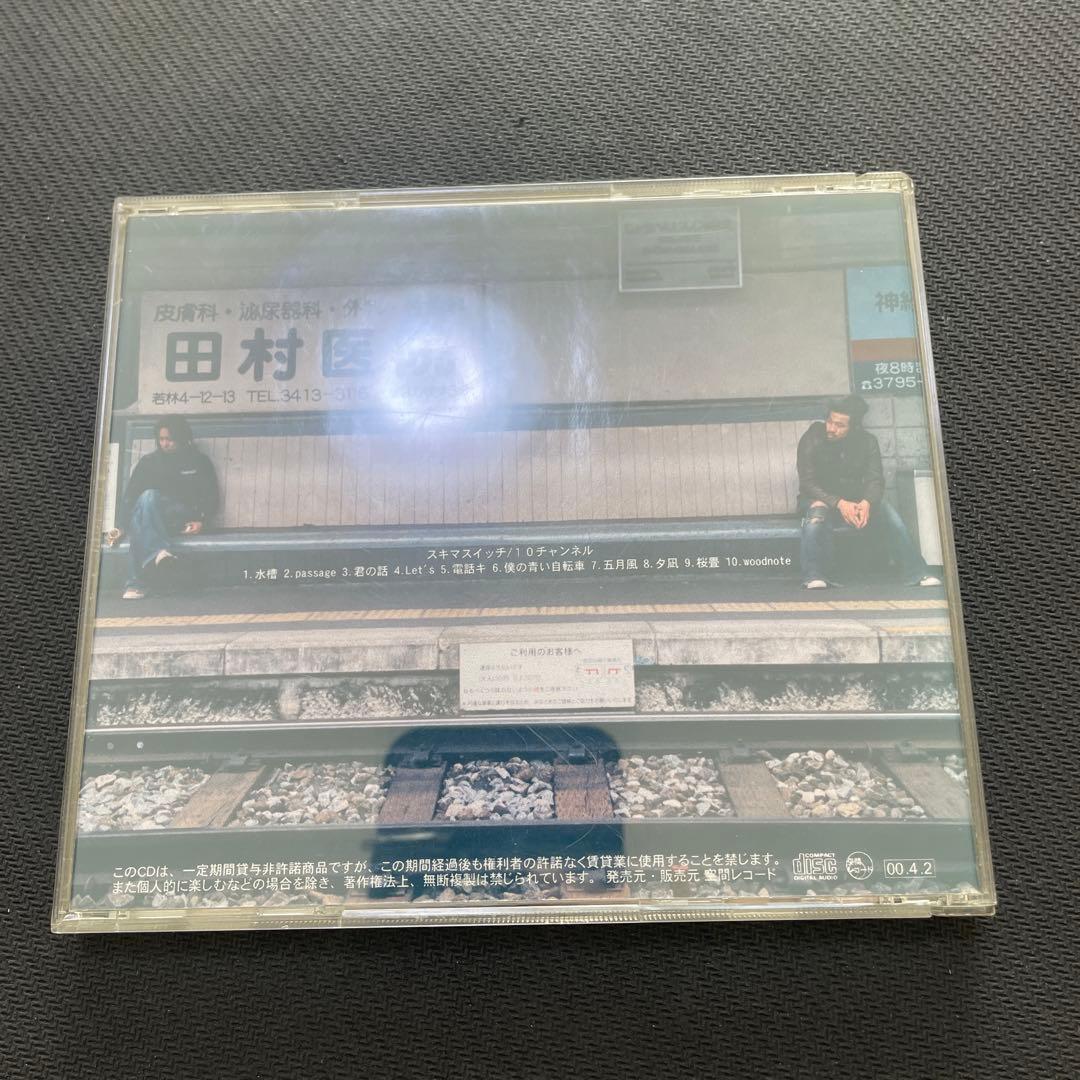 皮膚科・泌尿器科・外
田村医
若林4-12-13 TEL.3413-3116
神経
夜8時
☎3795-
スキマスイッチ/１０チャンネル
1.水槽 2.passage 3.君の話 4.Let's 5.電話キ 6.僕の青い自転車 7.五月風 8.夕凪 9.桜畳 10.woodnote
ご利用のお客様へ
このCDは、一定期間貸与非許諾商品ですが、この期間経過後も権利者の許諾なく賃貸業に使用することを禁じます。
また個人的に楽しむなどの場合を除き、著作権法上、無断複製は禁じられています。 発売元・販売元 空間レコード
COMPACT
disc
DIGITAL AUDIO
空間
レコード
00.4.2